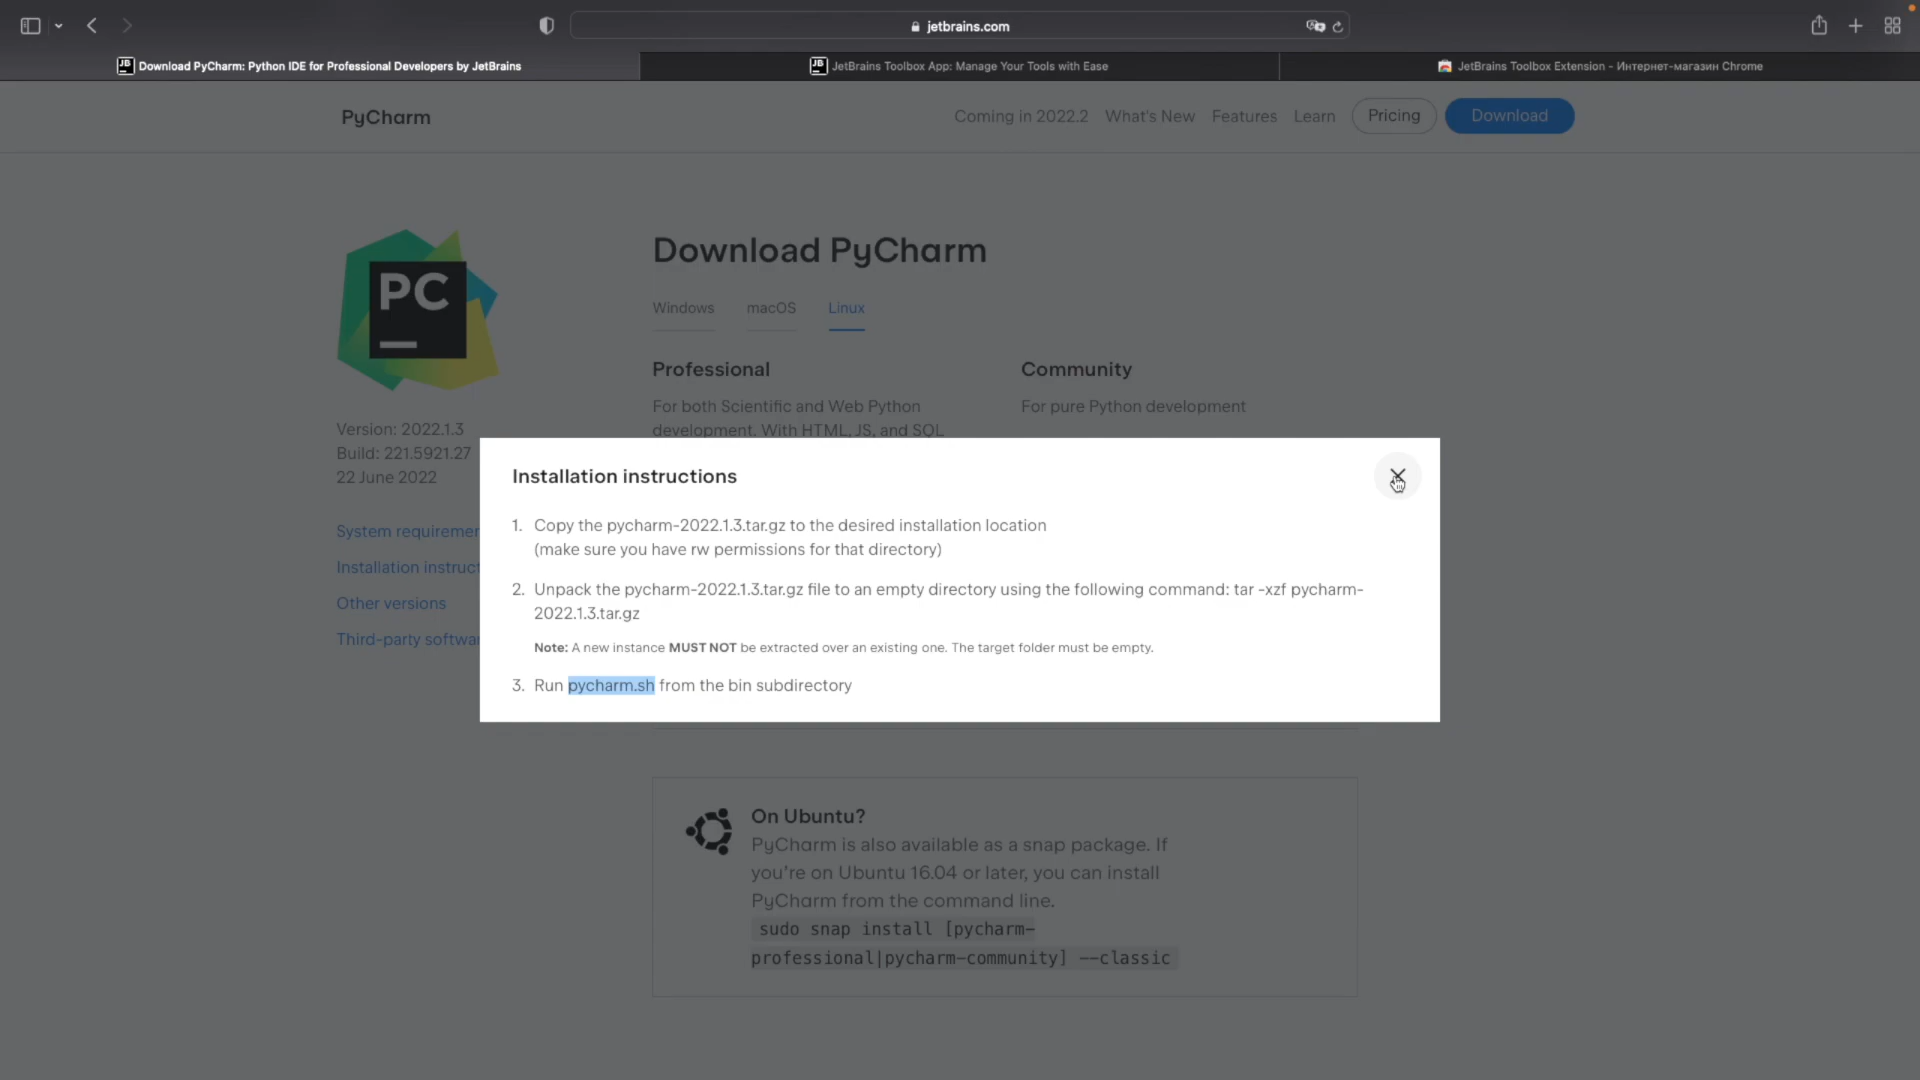 jetbrains.com
Download PyCharm: Python IDE for Professional Developers by JetBrains
JetBrains Toolbox App: Manage Your Tools with Ease
JetBrains Toolbox Extension - Интернет-магазин Chrome
PyCharm
Coming in 2022.2
What's New
Features
Learn
Pricing
Download
PC
Download PyCharm
Windows
macOS
Linux
Professional
For both Scientific and Web Python
development. With HTML, JS, and SQL
Community
For pure Python development
Version: 2022.1.3
Build: 221.5921.27
22 June 2022
System requiremen
Installation instruct
Other versions
Third-party softwar
Installation instructions
1. Copy the pycharm-2022.1.3.tar.gz to the desired installation location
(make sure you have rw permissions for that directory)
2. Unpack the pycharm-2022.1.3.tar.gz file to an empty directory using the following command: tar -xzf pycharm-
2022.1.3.tar.gz
Note: A new instance MUST NOT be extracted over an existing one. The target folder must be empty.
3. Run pycharm.sh from the bin subdirectory
On Ubuntu?
PyCharm is also available as a snap package. If
you're on Ubuntu 16.04 or later, you can install
PyCharm from the command line.
sudo snap install [pycharm-
professional|pycharm-community] --classic